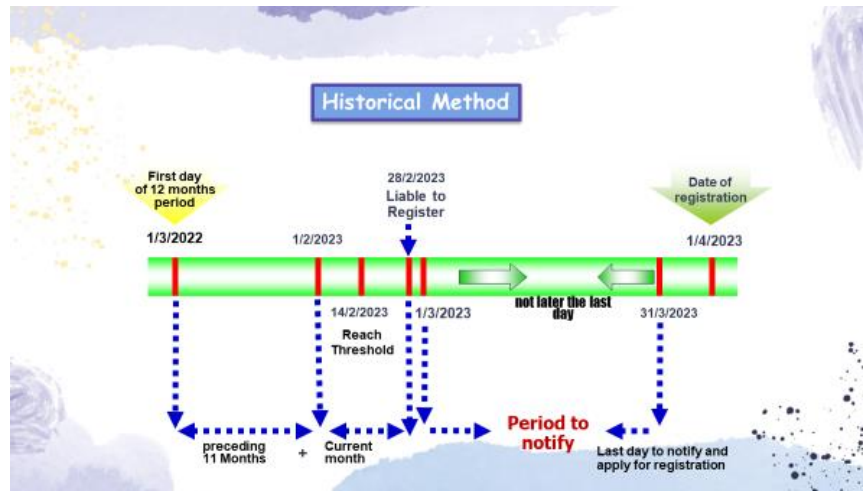 Historical Method
First day
of 12 months
period
1/3/2022
1/2/2023
28/2/2023
Liable to
Register
Date of
registration
1/4/2023
14/2/2023
Reach
Threshold
1/3/2023
not later the last
day
31/3/2023
preceding
11 Months
+
Current
month
Period to
notify
Last day to notify and
apply for registration